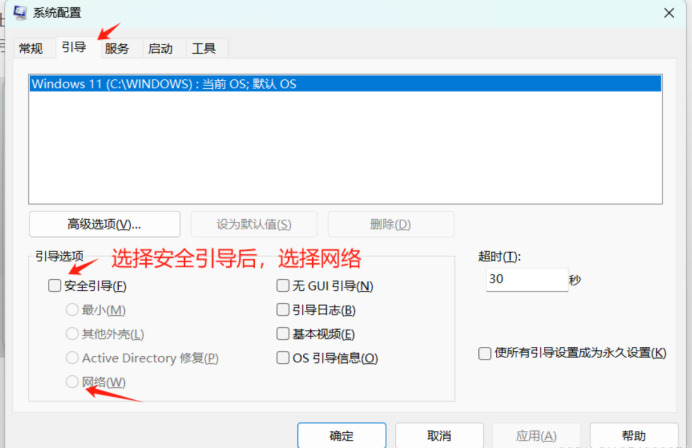 系统配置
常规 引导 服务 启动 工具
Windows 11 (C:\WINDOWS) : 当前 OS; 默认 OS
高级选项(V)... 设为默认值(S) 删除(D)
引导选项
选择安全引导后，选择网络
超时(T):
安全引导(F) 无 GUI 引导(N)
30 秒
最小(M) 引导日志(B)
其他外壳(L) 基本视频(E)
Active Directory 修复(P) OS 引导信息(O)
使所有引导设置成为永久设置(K)
网络(W)
确定 取消 应用(A) 帮助